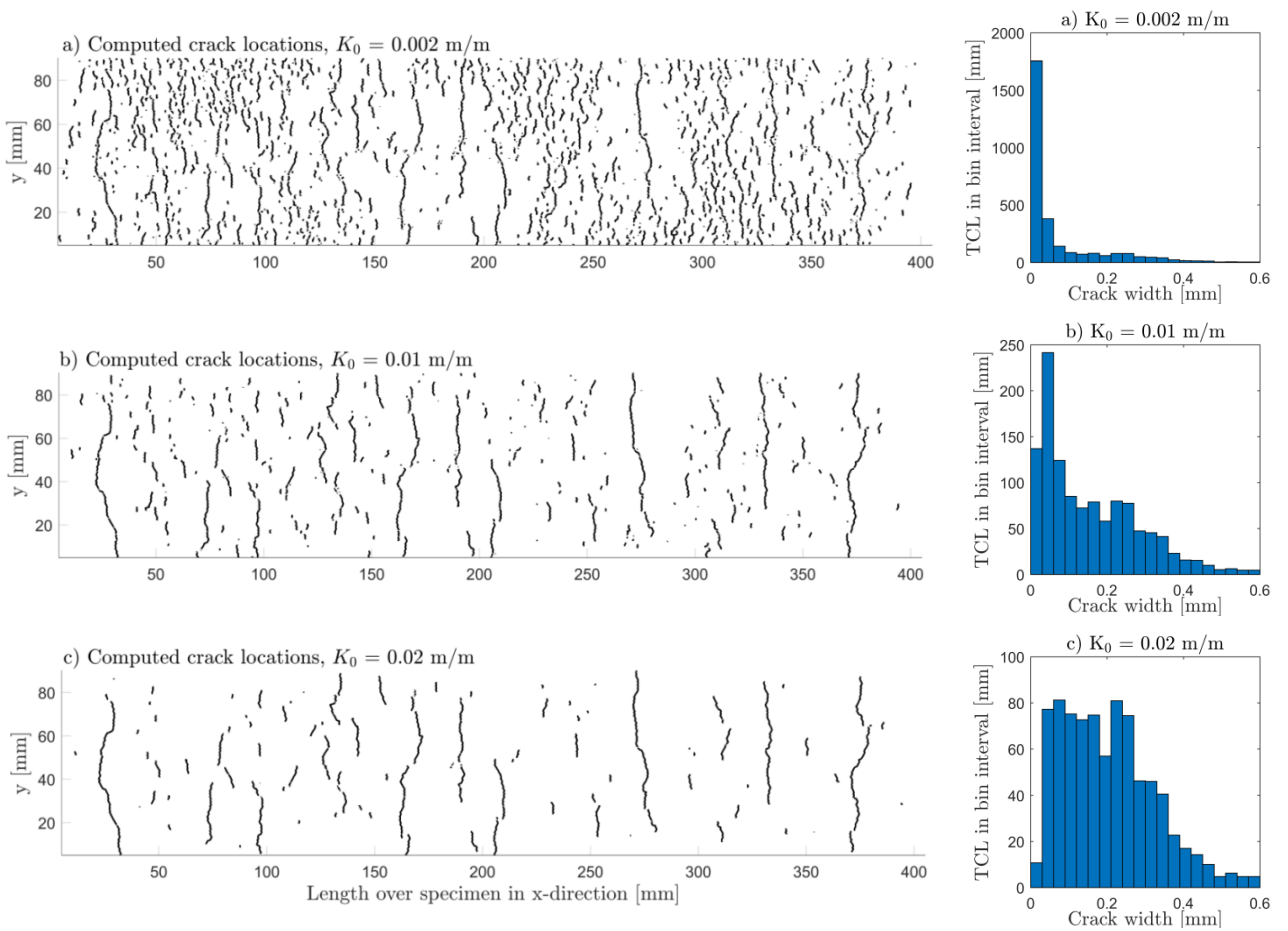 a) Computed crack locations, K₀ = 0.002 m/m
y [mm]
80
60
40
20
50 100 150 200 250 300 350 400
a) K₀ = 0.002 m/m
TCL in bin interval [mm]
2000
1500
1000
500
0
0 0.2 0.4 0.6
Crack width [mm]
b) Computed crack locations, K₀ = 0.01 m/m
y [mm]
80
60
40
20
50 100 150 200 250 300 350 400
b) K₀ = 0.01 m/m
TCL in bin interval [mm]
250
200
150
100
50
0
0 0.2 0.4 0.6
Crack width [mm]
c) Computed crack locations, K₀ = 0.02 m/m
y [mm]
80
60
40
20
50 100 150 200 250 300 350 400
Length over specimen in x-direction [mm]
c) K₀ = 0.02 m/m
TCL in bin interval [mm]
100
80
60
40
20
0
0 0.2 0.4 0.6
Crack width [mm]